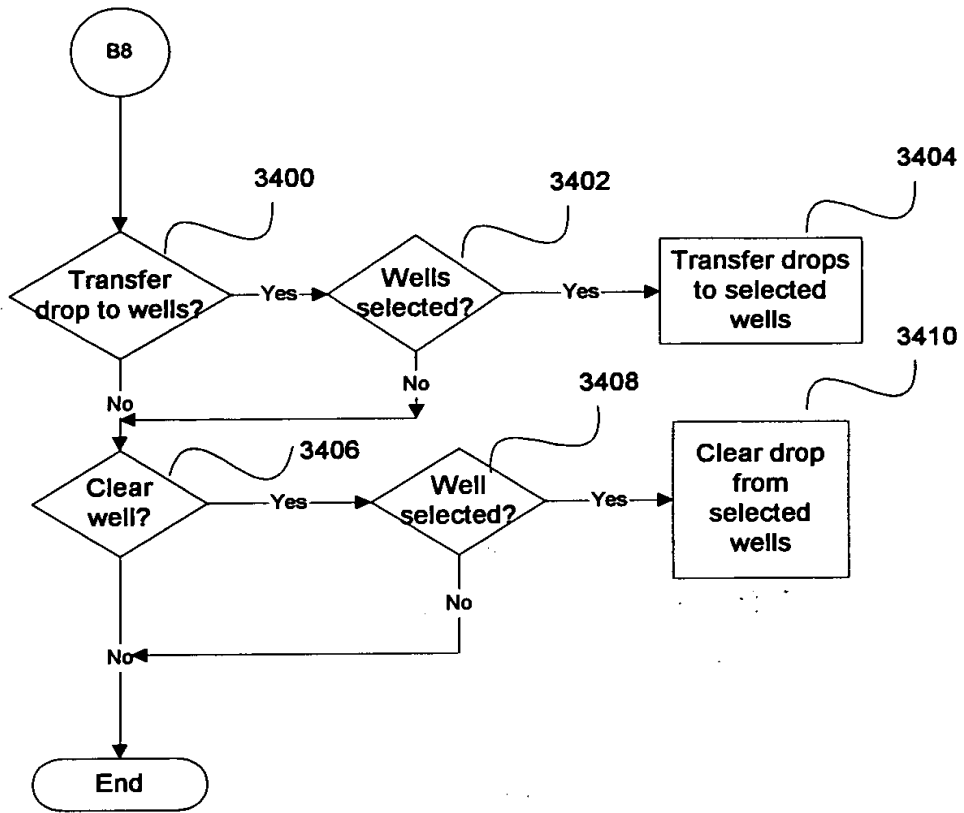 B8
3400
3402
3404
Transfer
drop to wells?
Yes
Wells
selected?
Yes
Transfer drops
to selected
wells
No
No
3406
3408
3410
Clear
well?
Yes
Well
selected?
Yes
Clear drop
from
selected
wells
No
No
End